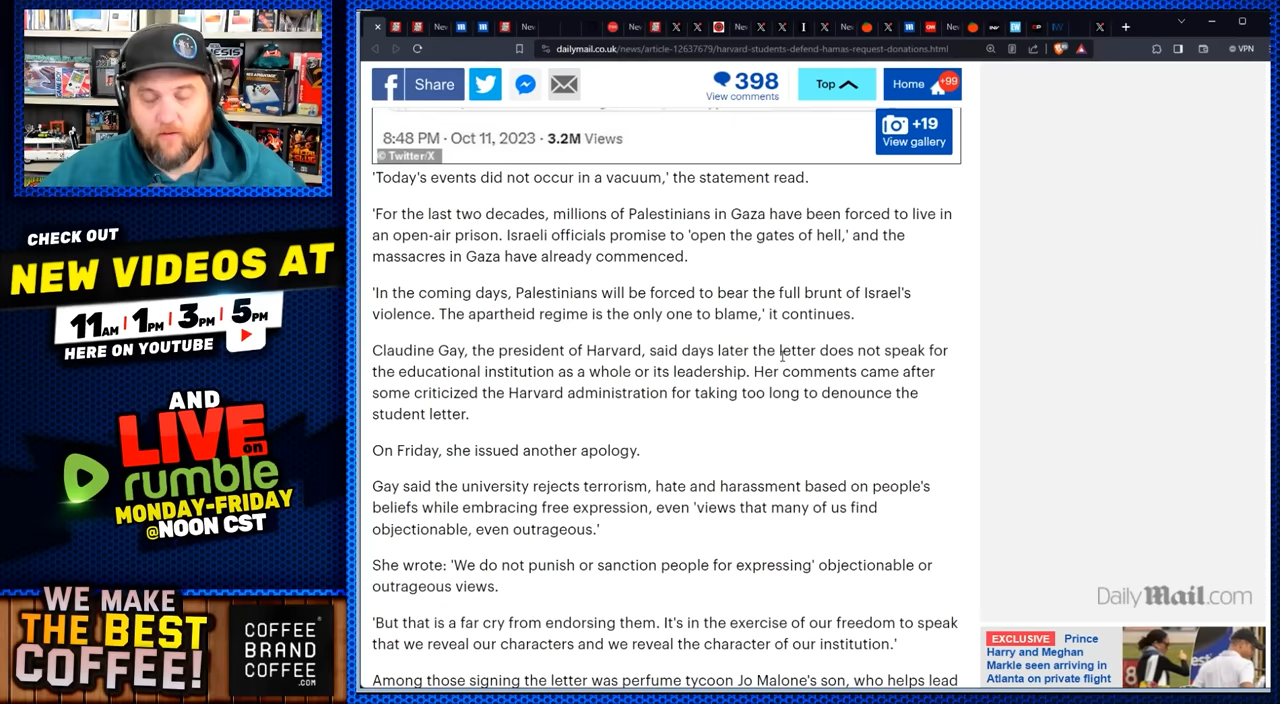 CHECK OUT
NEW VIDEOS AT
11AM | 1PM | 3PM | 5PM
HERE ON YOUTUBE
AND
LIVE on
rumble
MONDAY-FRIDAY
@NOON CST
WE MAKE
THE BEST
COFFEE!
COFFEE
BRAND
COFFEE
.COM
dailymail.co.uk/news/article-12637679/harvard-students-defend-hamas-request-donations.html
VPN
Share
398
View comments
Top
Home
+99
8:48 PM · Oct 11, 2023 · 3.2M Views
© Twitter/X
+19
View gallery
'Today's events did not occur in a vacuum,' the statement read.
'For the last two decades, millions of Palestinians in Gaza have been forced to live in
an open-air prison. Israeli officials promise to 'open the gates of hell,' and the
massacres in Gaza have already commenced.
'In the coming days, Palestinians will be forced to bear the full brunt of Israel's
violence. The apartheid regime is the only one to blame,' it continues.
Claudine Gay, the president of Harvard, said days later the letter does not speak for
the educational institution as a whole or its leadership. Her comments came after
some criticized the Harvard administration for taking too long to denounce the
student letter.
On Friday, she issued another apology.
Gay said the university rejects terrorism, hate and harassment based on people's
beliefs while embracing free expression, even 'views that many of us find
objectionable, even outrageous.'
She wrote: 'We do not punish or sanction people for expressing' objectionable or
outrageous views.
'But that is a far cry from endorsing them. It's in the exercise of our freedom to speak
that we reveal our characters and we reveal the character of our institution.'
Among those signing the letter was perfume tycoon Jo Malone's son, who helps lead
DailyMail.com
EXCLUSIVE Prince
Harry and Meghan
Markle seen arriving in
Atlanta on private flight